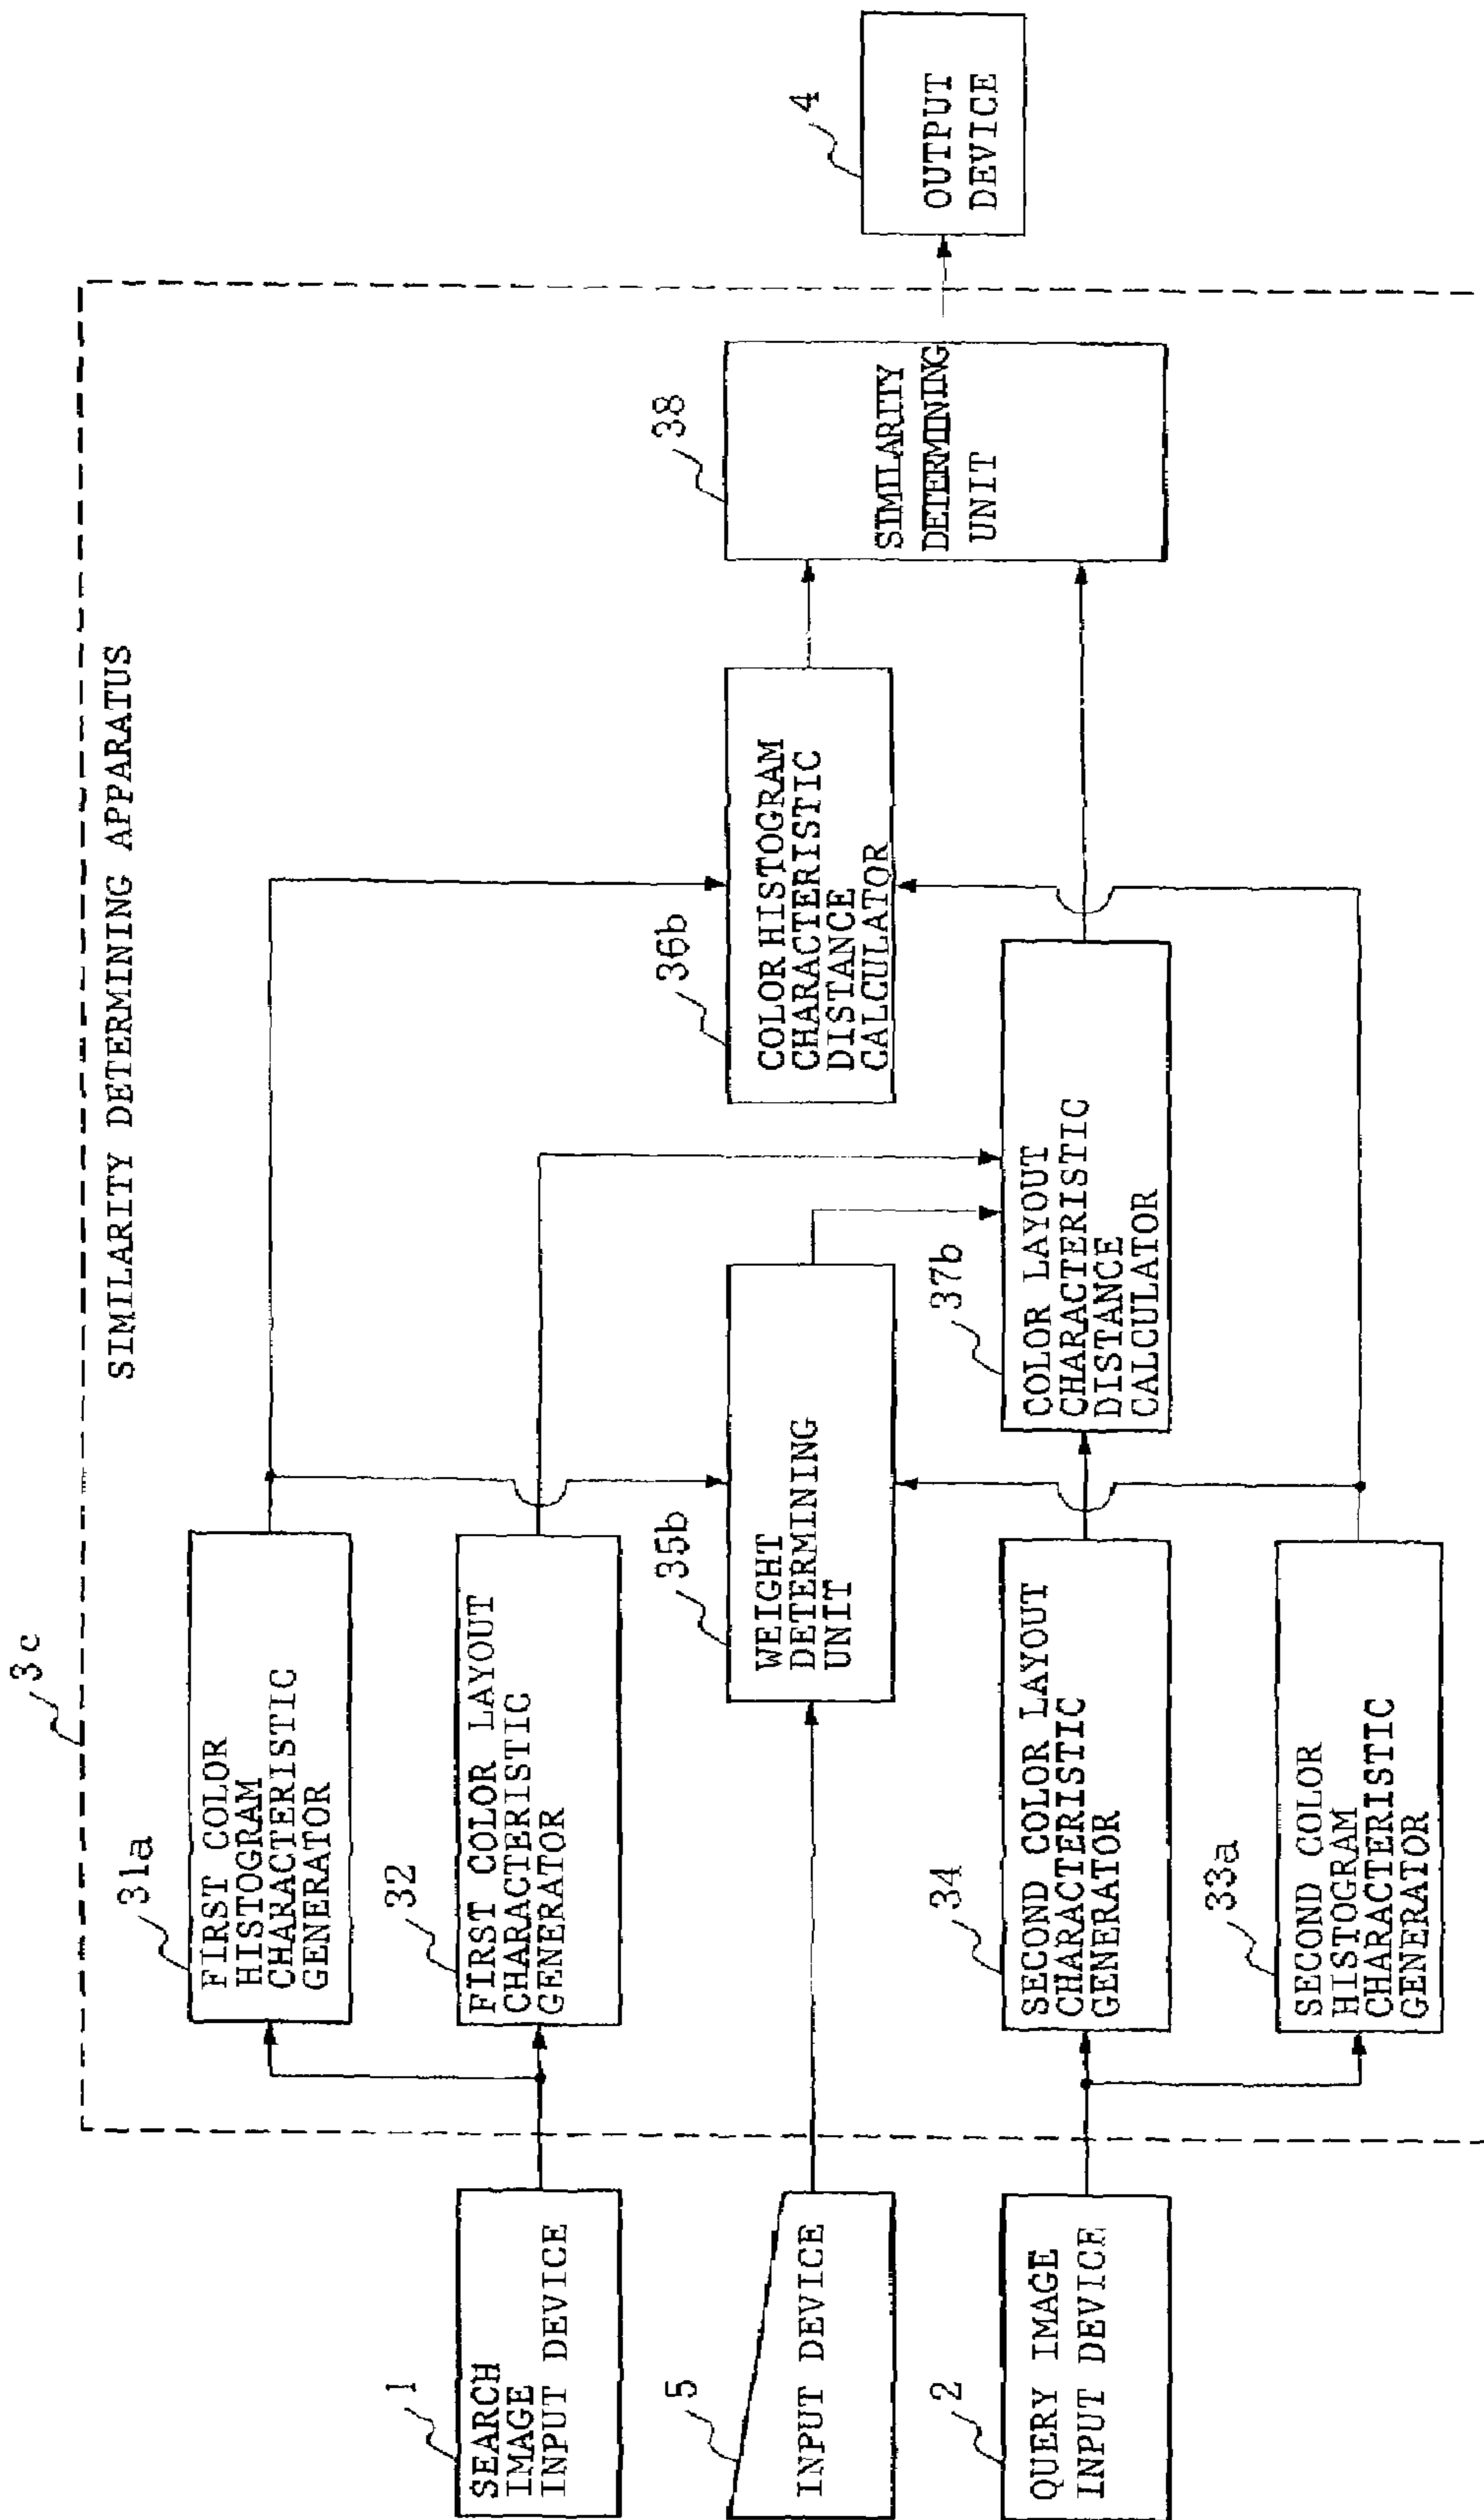 3c
SIMILARITY DETERMINING APPARATUS
1
SEARCH
IMAGE
INPUT DEVICE
5
INPUT DEVICE
2
QUERY IMAGE
INPUT DEVICE
31a
FIRST COLOR
HISTOGRAM
CHARACTERISTIC
GENERATOR
32
FIRST COLOR LAYOUT
CHARACTERISTIC
GENERATOR
35b
WEIGHT
DETERMINING
UNIT
34
SECOND COLOR LAYOUT
CHARACTERISTIC
GENERATOR
33a
SECOND COLOR
HISTOGRAM
CHARACTERISTIC
GENERATOR
36b
COLOR HISTOGRAM
CHARACTERISTIC
DISTANCE
CALCULATOR
37b
COLOR LAYOUT
CHARACTERISTIC
DISTANCE
CALCULATOR
38
SIMILARITY
DETERMINING
UNIT
4
OUTPUT
DEVICE